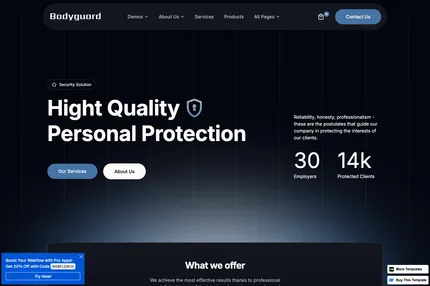 Bodyguard
Demos
About Us
Services
Products
All Pages
Contact Us
Security Solution
Hight Quality
Personal Protection
Reliability, honesty, professionalism –
these are the postulates that guide our
company in protecting the interests of
our clients.
30
Employers
14k
Protected Clients
Our Services
About Us
What we offer
We achieve the most effective results thanks to professional
Boost Your Webflow with Pro Apps!
Get 20% Off with Code
Try Now!
More Templates
Buy This Template